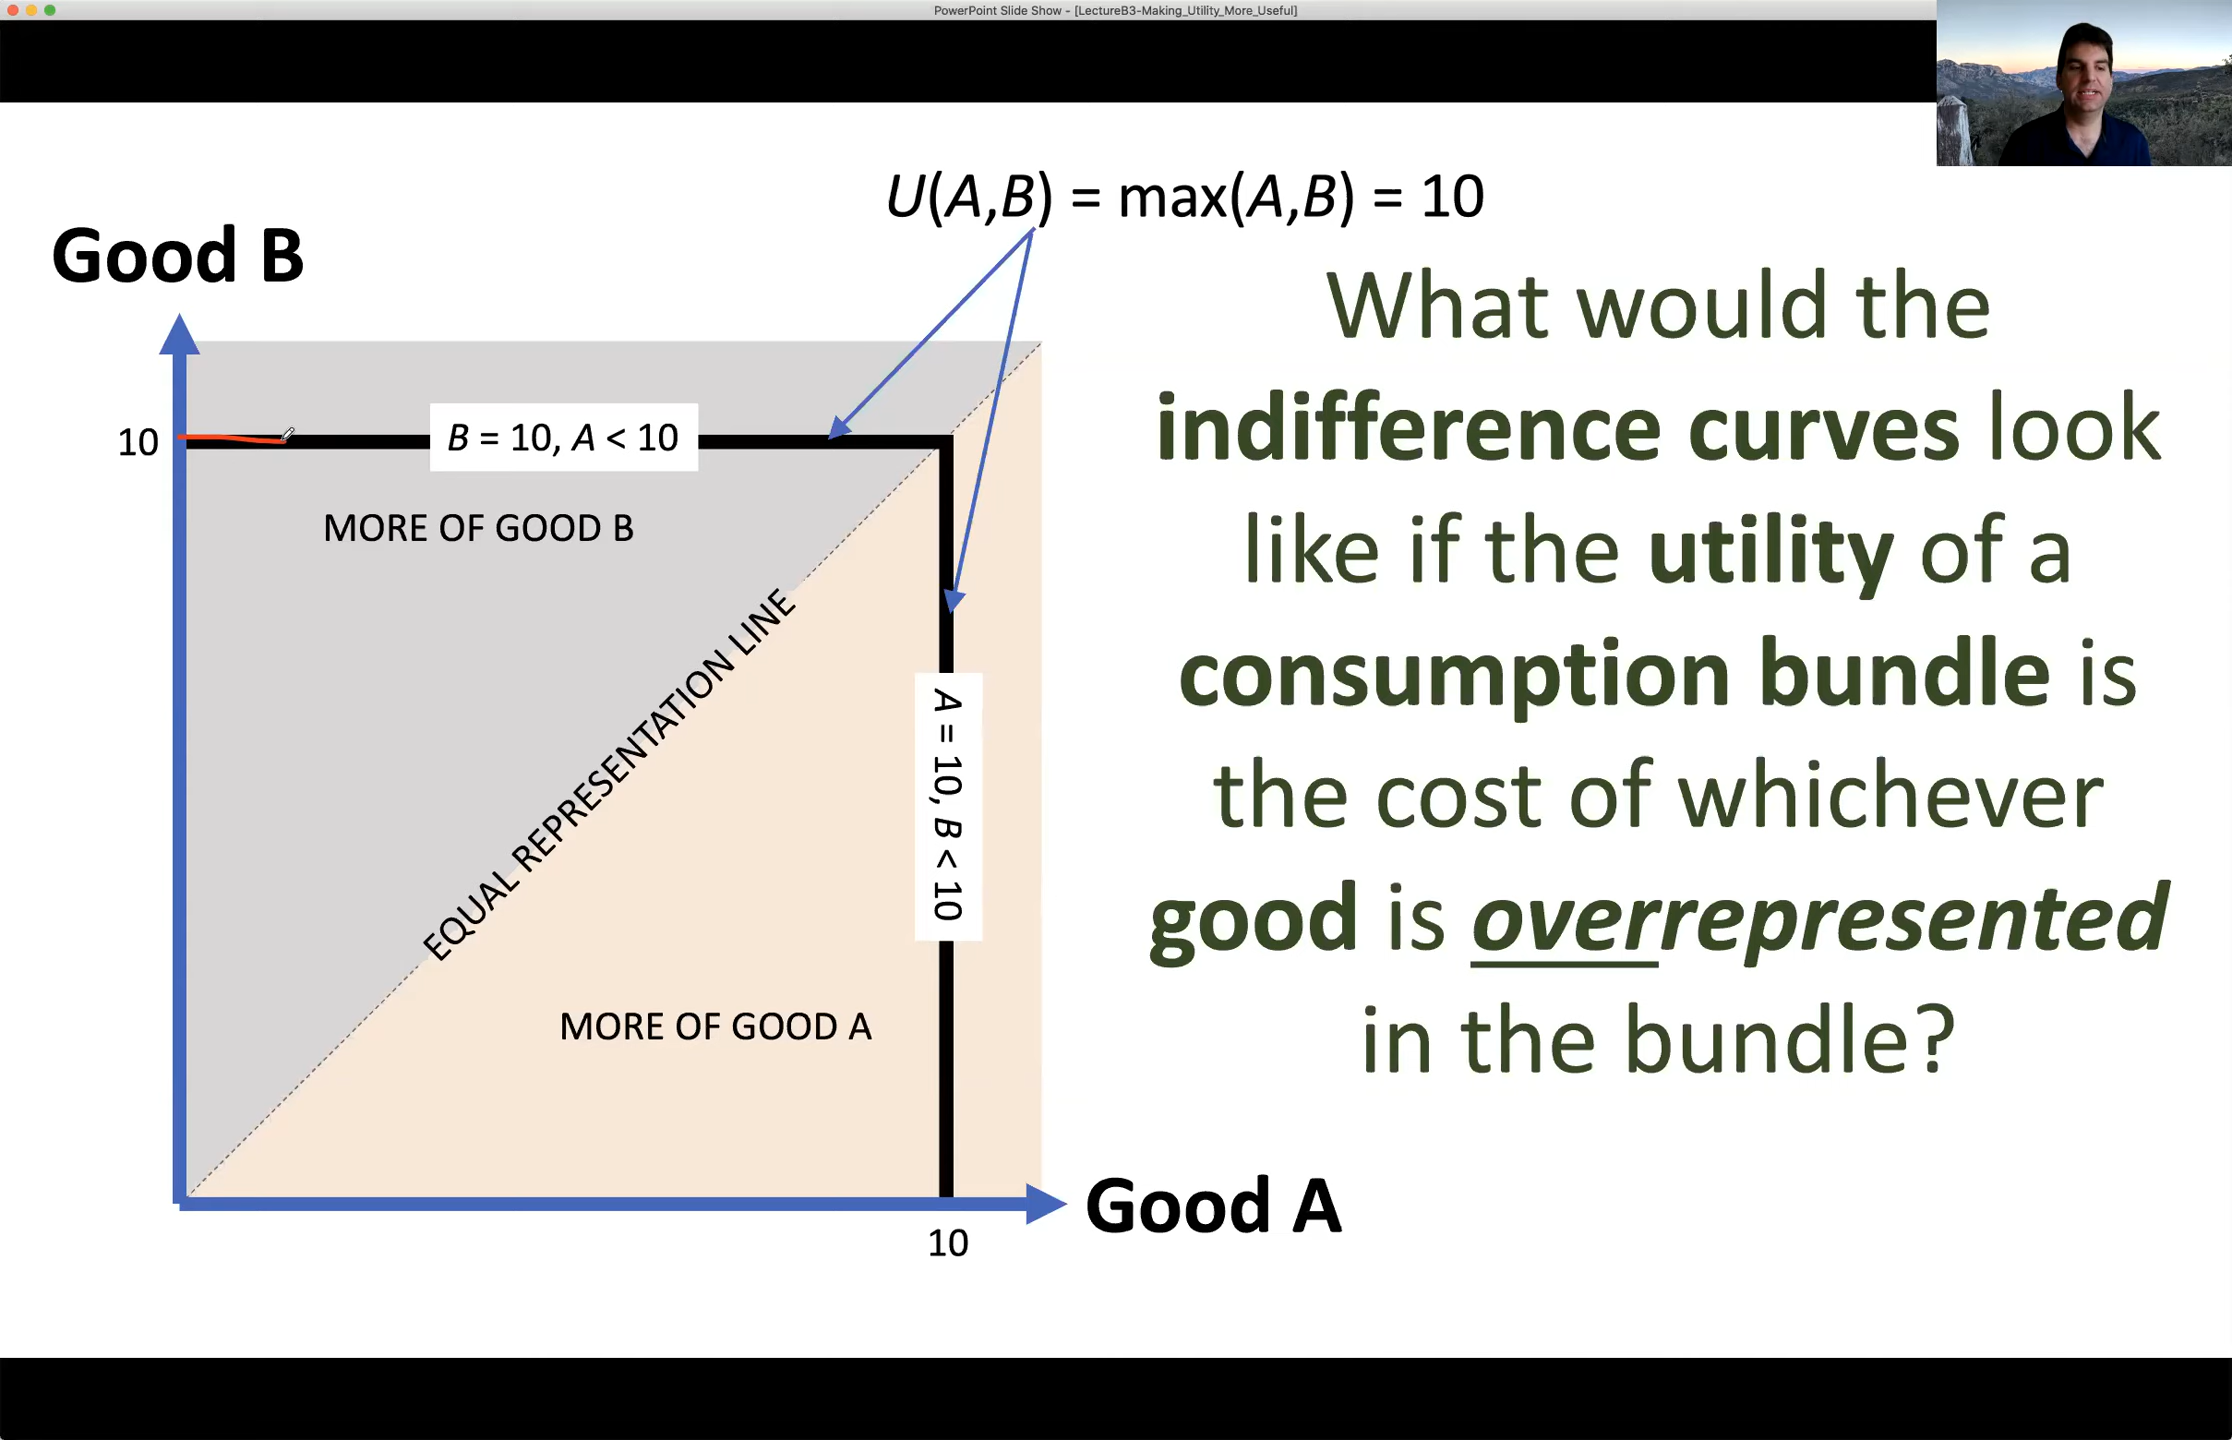 PowerPoint Slide Show - [LectureB3-Making_Utility_More_Useful]
U(A,B) = max(A,B) = 10
Good B
10
B = 10, A < 10
MORE OF GOOD B
EQUAL REPRESENTATION LINE
A = 10, B < 10
MORE OF GOOD A
Good A
10
What would the
indifference curves look
like if the utility of a
consumption bundle is
the cost of whichever
good is overrepresented
in the bundle?